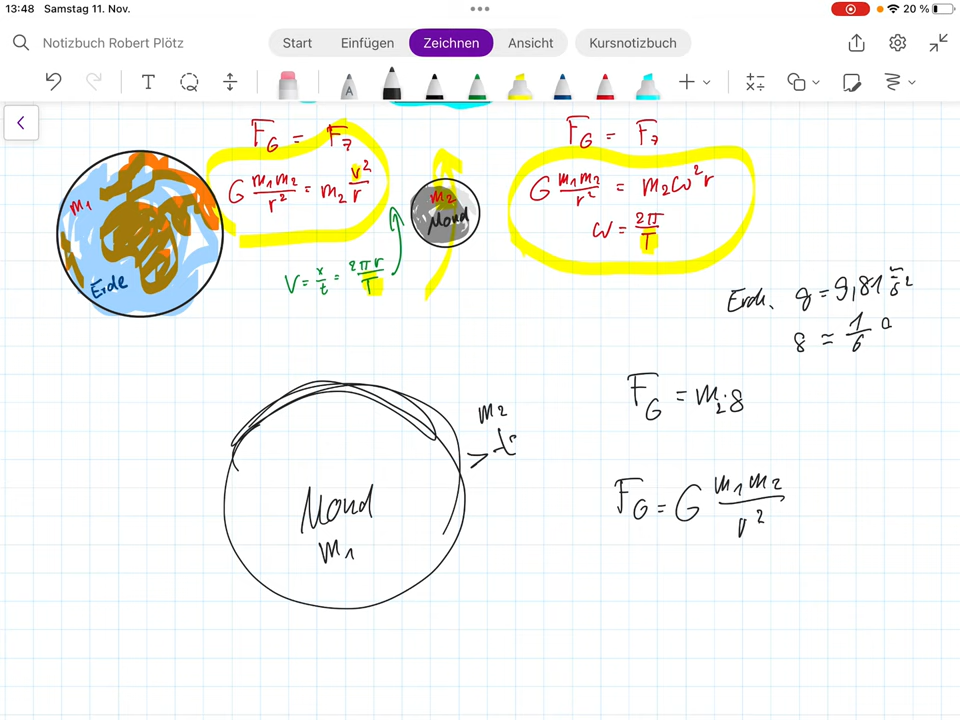 13:48 Samstag 11. Nov.
20 %
Notizbuch Robert Plötz
Start Einfügen Zeichnen Ansicht Kursnotizbuch
T
A
F_G = F_Z
G m₁m₂/r² = m₂ v²/r
v = x/t = 2πr/T
m₁
Erde
m₂
Mond
F_G = F_Z
G m₁m₂/r² = m₂ω²r
ω = 2π/T
Erde g = 9,81 m/s²
g ≈ 1/6
F_G = m₂·g
F_G = G m₁m₂/r²
m₂
Mond
m₁